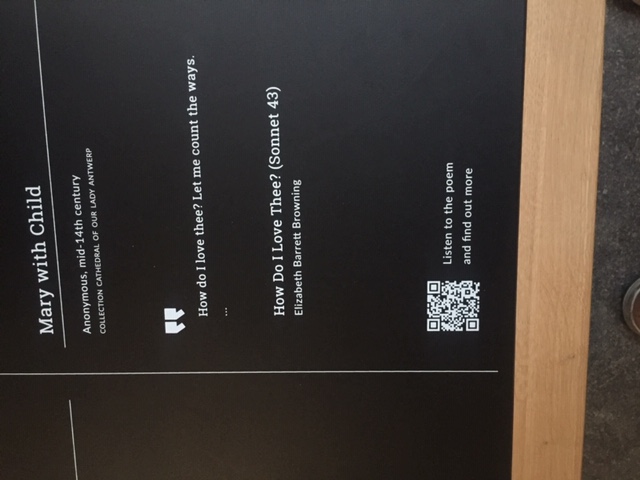 Mary with Child
Anonymous, mid-14th century
COLLECTION CATHEDRAL OF OUR LADY ANTWERP
How do I love thee? Let me count the ways.
...
How Do I Love Thee? (Sonnet 43)
Elizabeth Barrett Browning
Listen to the poem
and find out more